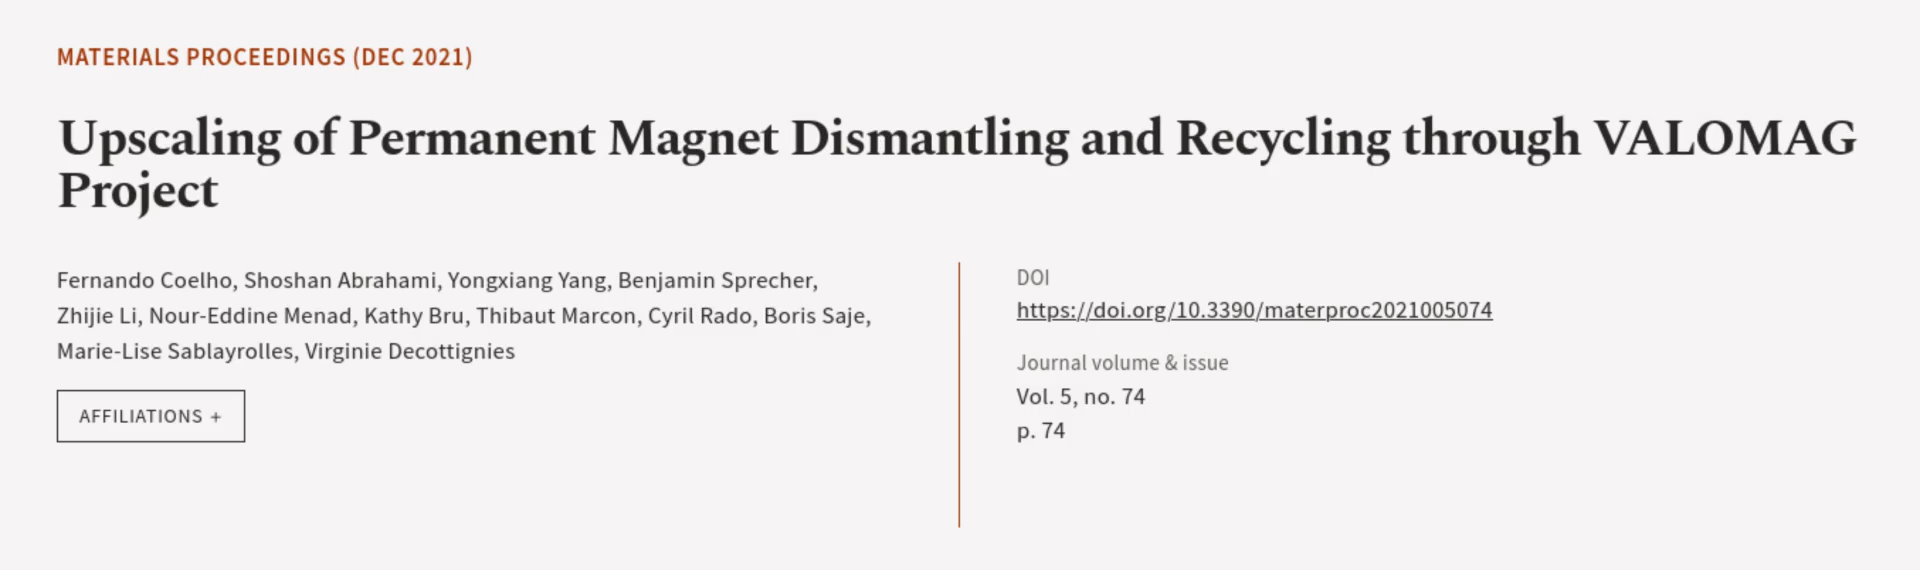 MATERIALS PROCEEDINGS (DEC 2021)
Upscaling of Permanent Magnet Dismantling and Recycling through VALOMAG
Project
Fernando Coelho, Shoshan Abrahami, Yongxiang Yang, Benjamin Sprecher,
Zhijie Li, Nour-Eddine Menad, Kathy Bru, Thibaut Marcon, Cyril Rado, Boris Saje,
Marie-Lise Sablayrolles, Virginie Decottignies
AFFILIATIONS +
DOI
https://doi.org/10.3390/materproc2021005074
Journal volume & issue
Vol. 5, no. 74
p. 74